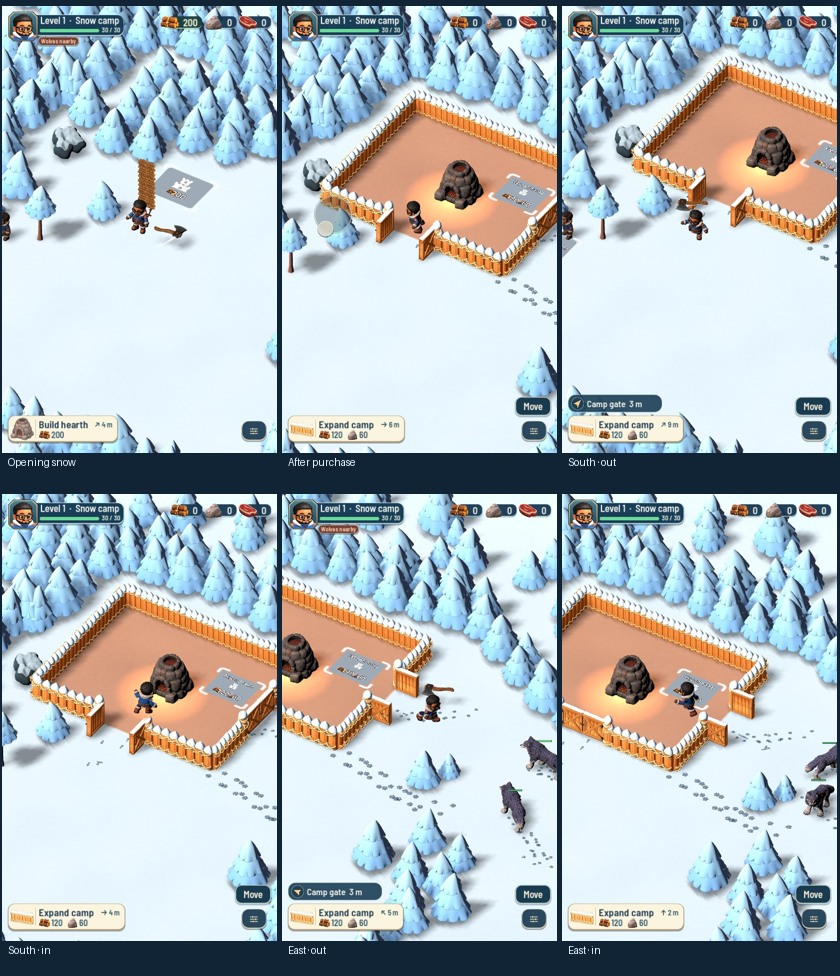 Level 1 · Snow camp
30 / 30
200
0
0
Wolves nearby
Build hearth
4 m
200
Opening snow
Level 1 · Snow camp
30 / 30
0
0
0
Move
Expand camp
6 m
120
60
After purchase
Level 1 · Snow camp
30 / 30
0
0
0
Camp gate 3 m
Move
Expand camp
9 m
120
60
South · out
Level 1 · Snow camp
30 / 30
0
0
0
Move
Expand camp
4 m
120
60
South · in
Level 1 · Snow camp
30 / 30
0
0
0
Wolves nearby
Camp gate 3 m
Move
Expand camp
5 m
120
60
East · out
Level 1 · Snow camp
30 / 30
0
0
0
Move
Expand camp
2 m
120
60
East · in